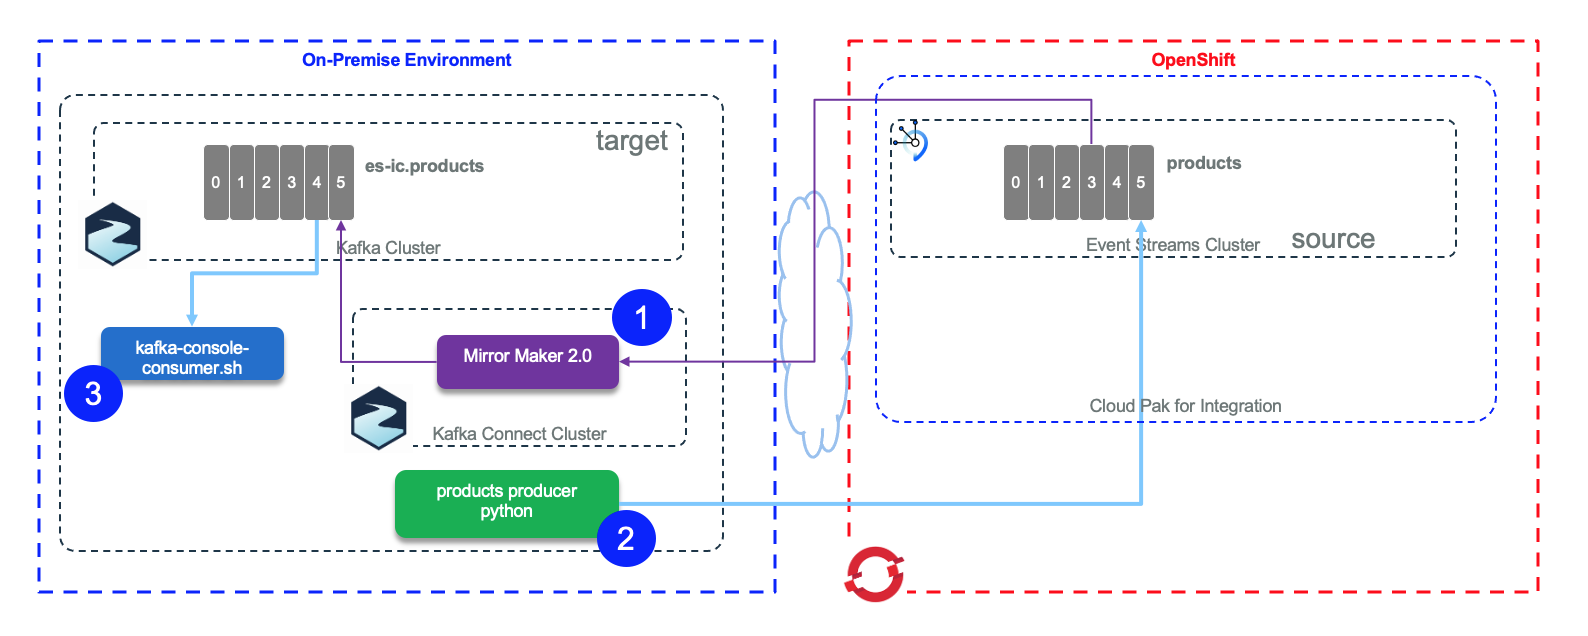 On-Premise Environment
target
0 1 2 3 4 5
es-ic.products
Kafka Cluster
kafka-console-
consumer.sh
3
1
Mirror Maker 2.0
Kafka Connect Cluster
products producer
python
2
OpenShift
0 1 2 3 4 5
products
Event Streams Cluster
source
Cloud Pak for Integration